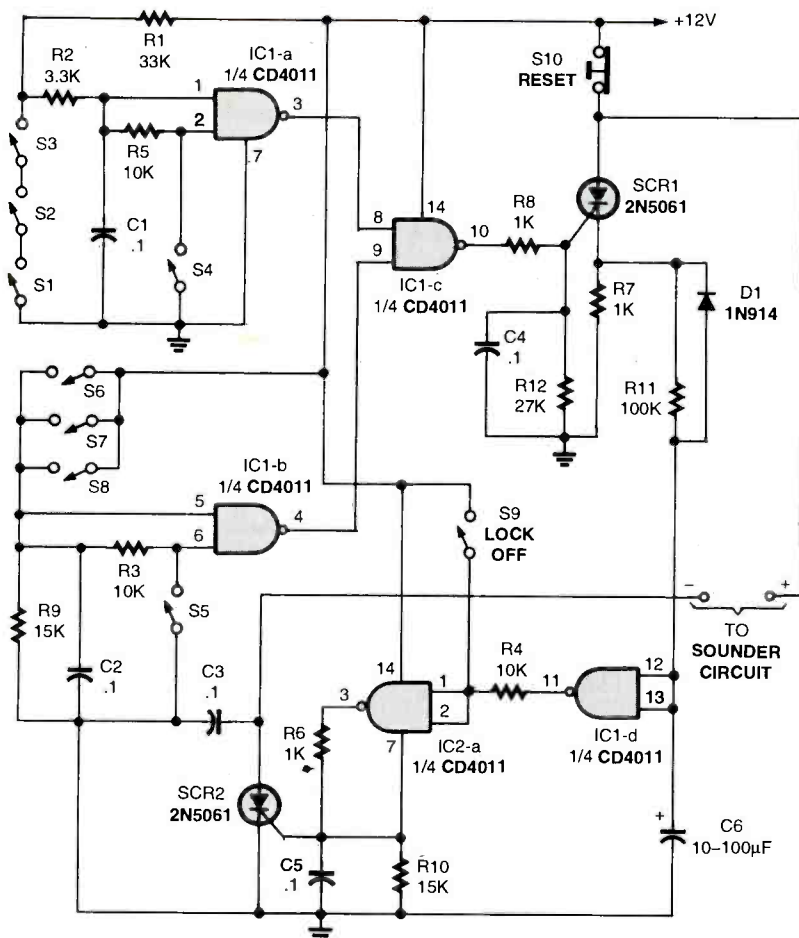 +12V
R1
33K
IC1-a
1/4 CD4011
R2
3.3K
S10
RESET
1
3
2
S3
R5
10K
.7
SCR1
2N5061
R8
1K
14
8
10
S2
C1
.1
9
S4
IC1-c
1/4 CD4011
S1
R7
1K
D1
1N914
C4
.1
S6
R12
27K
R11
100K
S7
S8
IC1-b
1/4 CD4011
5
4
S9
LOCK
OFF
6
R3
10K
S5
– +
R9
15K
TO
SOUNDER
CIRCUIT
C2
.1
C3
.1
14
R4
10K
12
3
1
11
13
2
R6
1K
7
IC2-a
1/4 CD4011
IC1-d
1/4 CD4011
SCR2
2N5061
+
C6
10–100µF
C5
.1
R10
15K